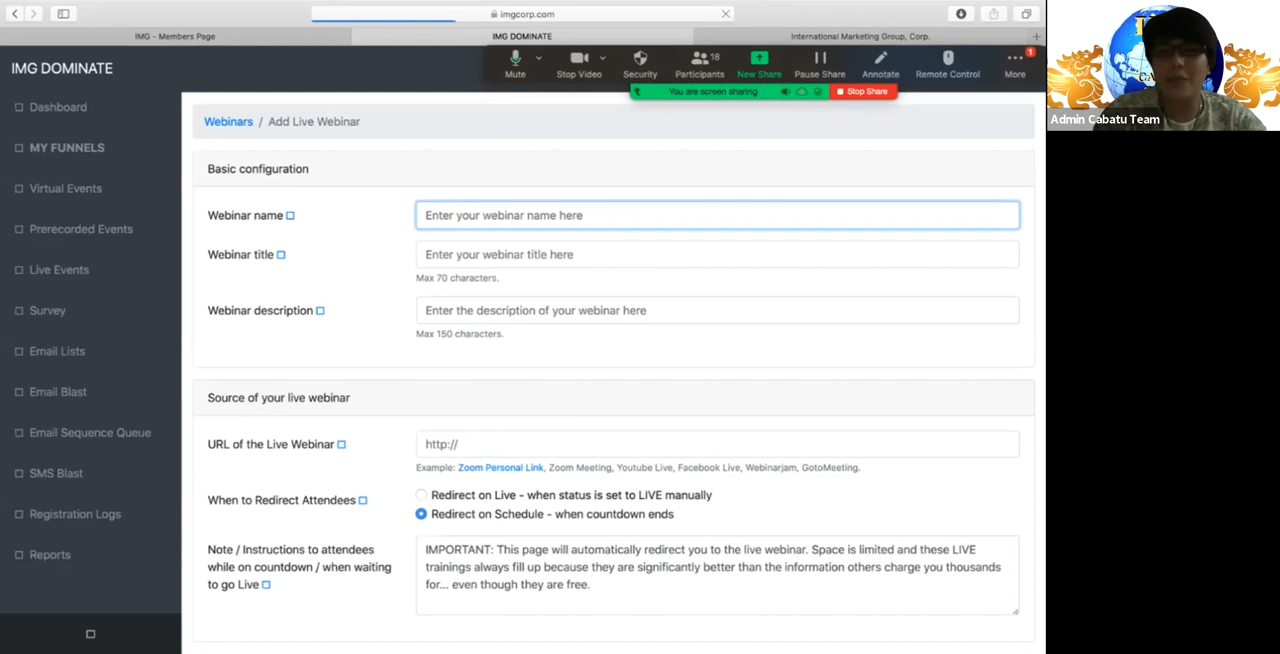 imgcorp.com
IMG - Members Page
IMG DOMINATE
International Marketing Group, Corp.
IMG DOMINATE
Mute
Stop Video
Security
18
Participants
New Share
Pause Share
Annotate
Remote Control
1
More
You are screen sharing
Stop Share
Admin Cabatu Team
Dashboard
MY FUNNELS
Virtual Events
Prerecorded Events
Live Events
Survey
Email Lists
Email Blast
Email Sequence Queue
SMS Blast
Registration Logs
Reports
Webinars / Add Live Webinar
Basic configuration
Webinar name
Enter your webinar name here
Webinar title
Enter your webinar title here
Max 70 characters.
Webinar description
Enter the description of your webinar here
Max 150 characters.
Source of your live webinar
URL of the Live Webinar
http://
Example: Zoom Personal Link, Zoom Meeting, Youtube Live, Facebook Live, Webinarjam, GotoMeeting.
When to Redirect Attendees
Redirect on Live - when status is set to LIVE manually
Redirect on Schedule - when countdown ends
Note / Instructions to attendees
while on countdown / when waiting
to go Live
IMPORTANT: This page will automatically redirect you to the live webinar. Space is limited and these LIVE
trainings always fill up because they are significantly better than the information others charge you thousands
for... even though they are free.